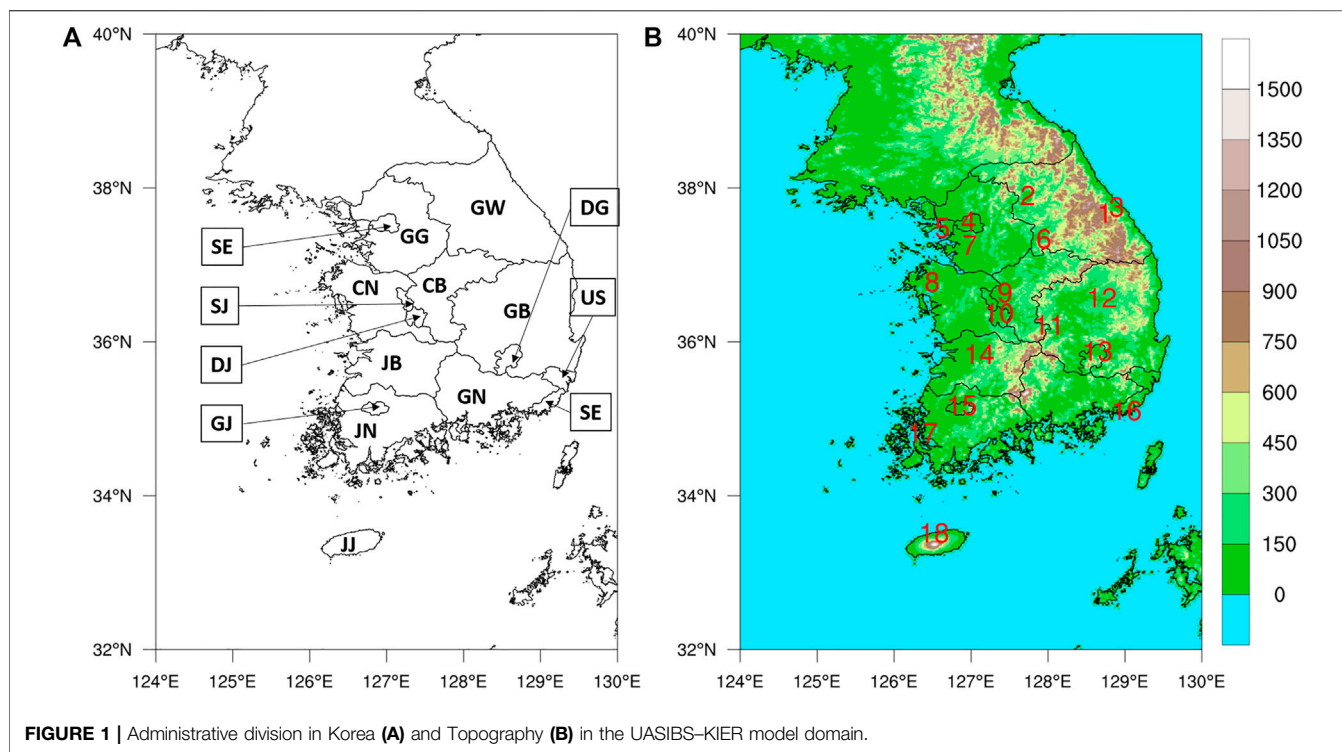 A
B
40°N
38°N
36°N
34°N
32°N
124°E
125°E
126°E
127°E
128°E
129°E
130°E
SE
SJ
DJ
GJ
DG
US
SE
GW
GG
CN
CB
GB
JB
GN
JN
JJ
40°N
38°N
36°N
34°N
32°N
124°E
125°E
126°E
127°E
128°E
129°E
130°E
1
3
2
4
5
6
7
8
9
10
11
12
13
14
15
16
17
18
1500
1350
1200
1050
900
750
600
450
300
150
0
FIGURE 1 | Administrative division in Korea (A) and Topography (B) in the UASIBS–KIER model domain.